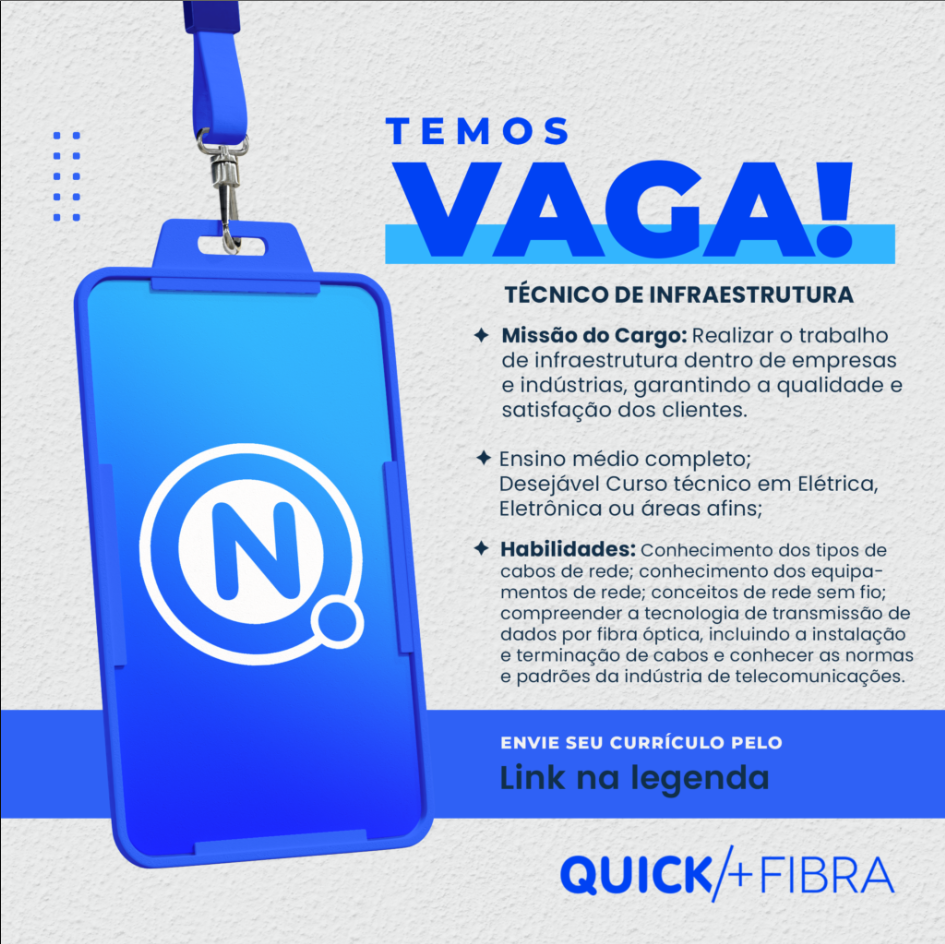 TEMOS
VAGA!
TÉCNICO DE INFRAESTRUTURA
Missão do Cargo: Realizar o trabalho
de infraestrutura dentro de empresas
e indústrias, garantindo a qualidade e
satisfação dos clientes.
Ensino médio completo;
Desejável Curso técnico em Elétrica,
Eletrônica ou áreas afins;
Habilidades: Conhecimento dos tipos de
cabos de rede; conhecimento dos equipa-
mentos de rede; conceitos de rede sem fio;
compreender a tecnologia de transmissão de
dados por fibra óptica, incluindo a instalação
e terminação de cabos e conhecer as normas
e padrões da indústria de telecomunicações.
N
ENVIE SEU CURRÍCULO PELO
Link na legenda
QUICK/+FIBRA